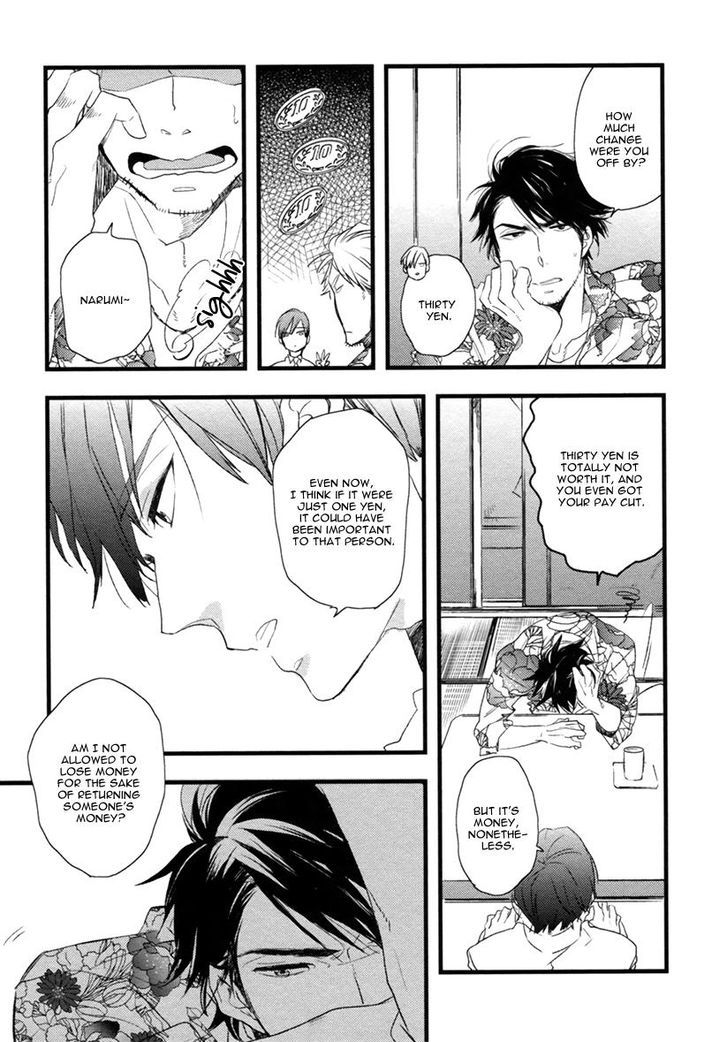 HOW
MUCH
CHANGE
WERE YOU
OFF BY?
THIRTY
YEN.
10
10
10
NARUMI~
sighhh
THIRTY YEN IS
TOTALLY NOT
WORTH IT, AND
YOU EVEN GOT
YOUR PAY CUT.
BUT IT'S
MONEY,
NONETHE-
LESS.
EVEN NOW,
I THINK IF IT WERE
JUST ONE YEN,
IT COULD HAVE
BEEN IMPORTANT
TO THAT PERSON.
AM I NOT
ALLOWED TO
LOSE MONEY
FOR THE SAKE
OF RETURNING
SOMEONE'S
MONEY?